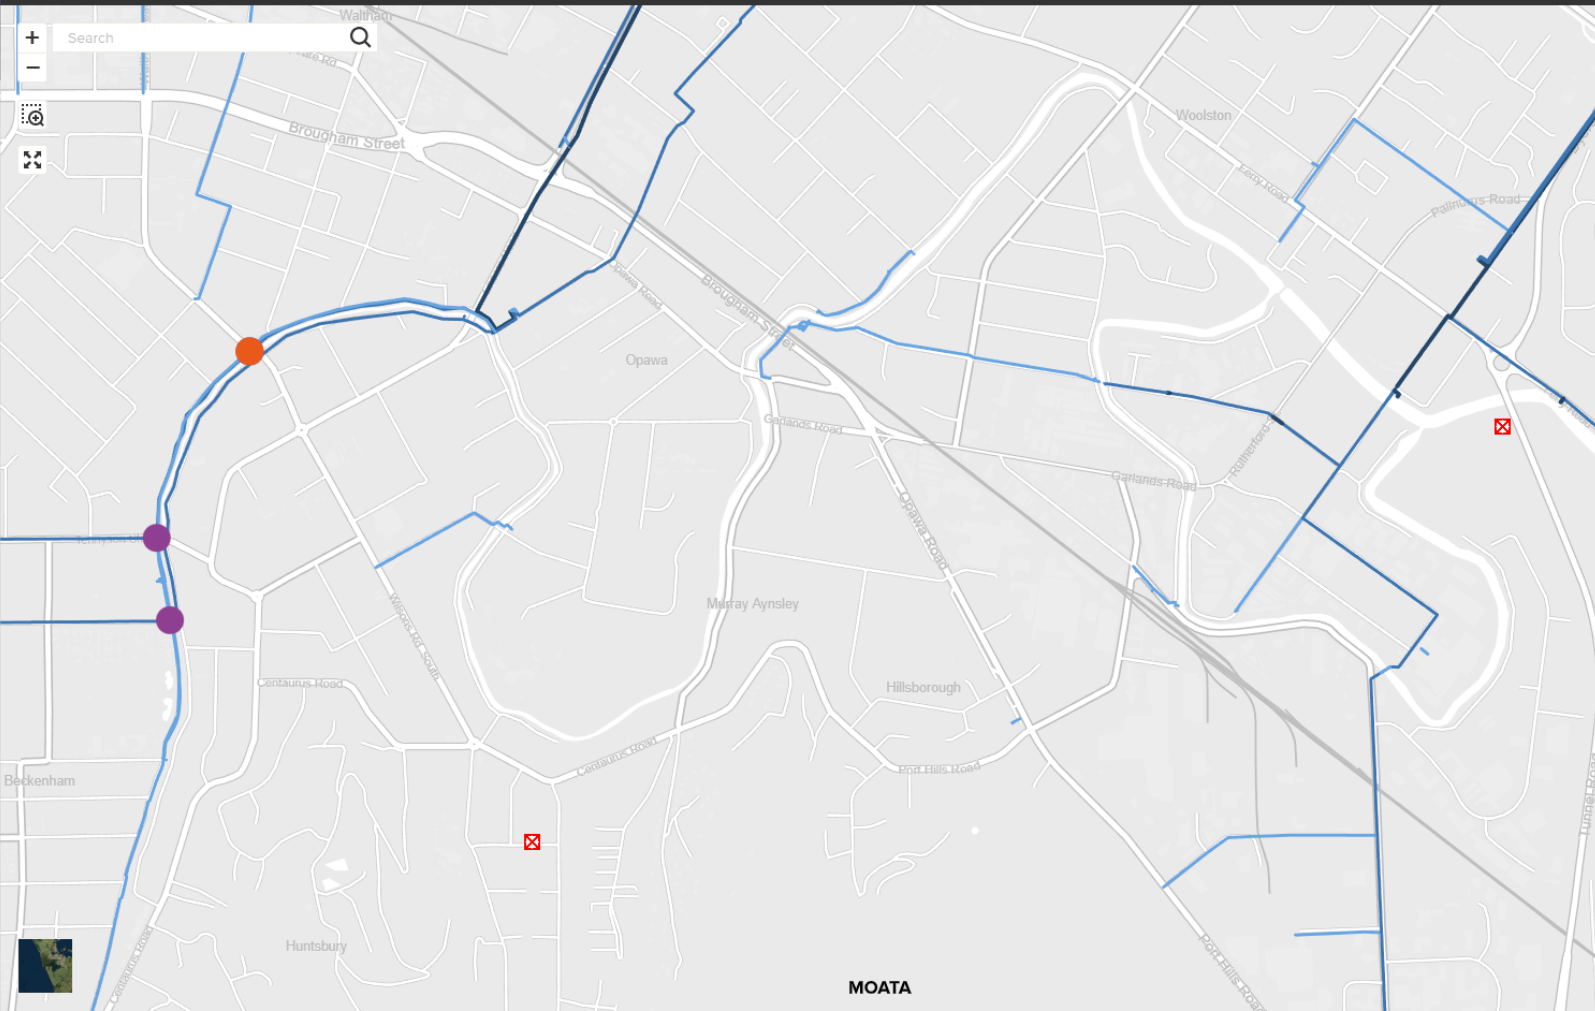 Waltham
+
Search
−
Brougham Street
Woolston
Ferry Road
Palinurus Road
Opawa Road
Brougham Street
Opawa
Garlands Road
Rutherford
Garlands Road
Opawa Road
Murray Aynsley
Wilsons Rd South
Centaurus Road
Hillsborough
Centaurus Road
Port Hills Road
Beckenham
Tunnel Road
Huntsbury
Centaurus Road
Port Hills Road
MOATA